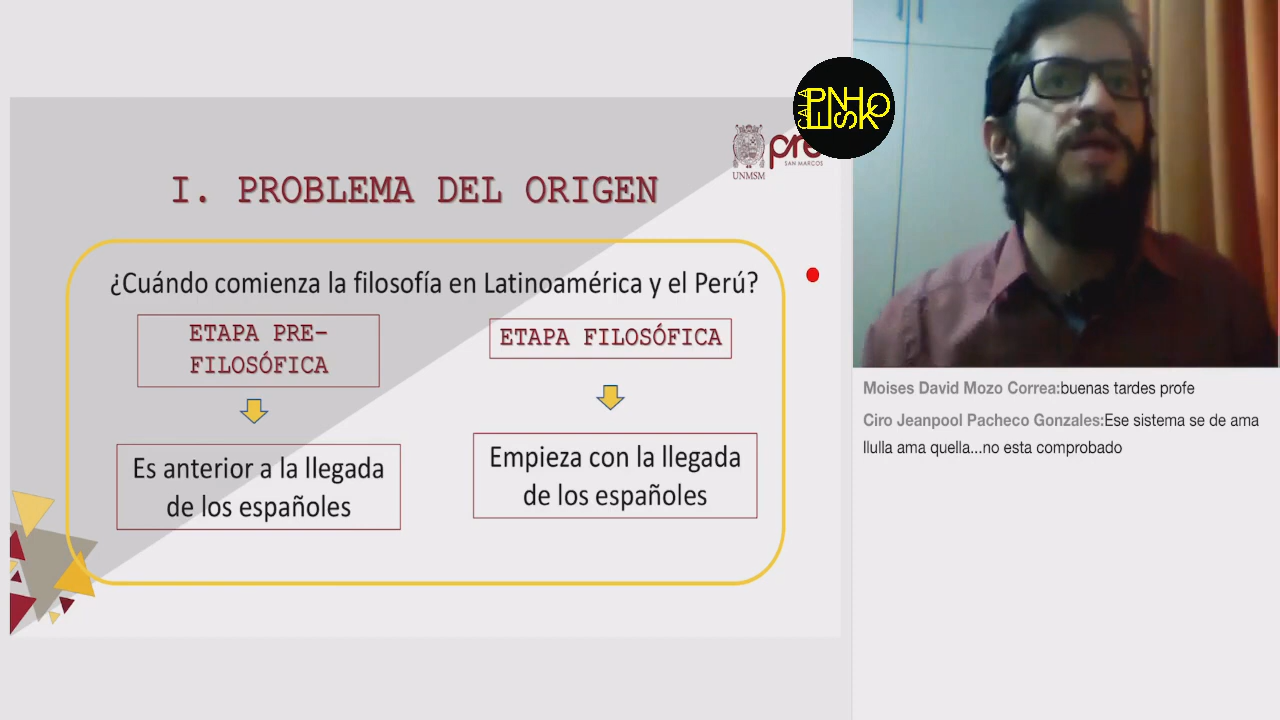 CALA
PENHOSK
pre
SAN MARCOS
UNMSM
I. PROBLEMA DEL ORIGEN
¿Cuándo comienza la filosofía en Latinoamérica y el Perú?
ETAPA PRE-
FILOSÓFICA
Es anterior a la llegada
de los españoles
ETAPA FILOSÓFICA
Empieza con la llegada
de los españoles
Moises David Mozo Correa:buenas tardes profe
Ciro Jeanpool Pacheco Gonzales:Ese sistema se de ama
llulla ama quella...no esta comprobado